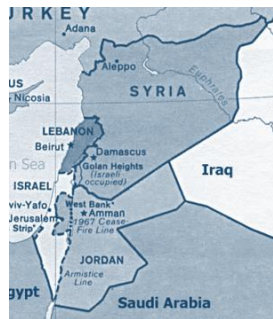 URKEY
Adana
Aleppo
US
Nicosia
SYRIA
Euphrates
LEBANON
Beirut
Damascus
n Sea
Golan Heights
(Israeli
occupied)
Iraq
ISRAEL
viv-Yafo
West Bank
Jerusalem
Amman
Strip
1967 Cease
Fire Line
JORDAN
Armistice
Line
gypt
Saudi Arabia